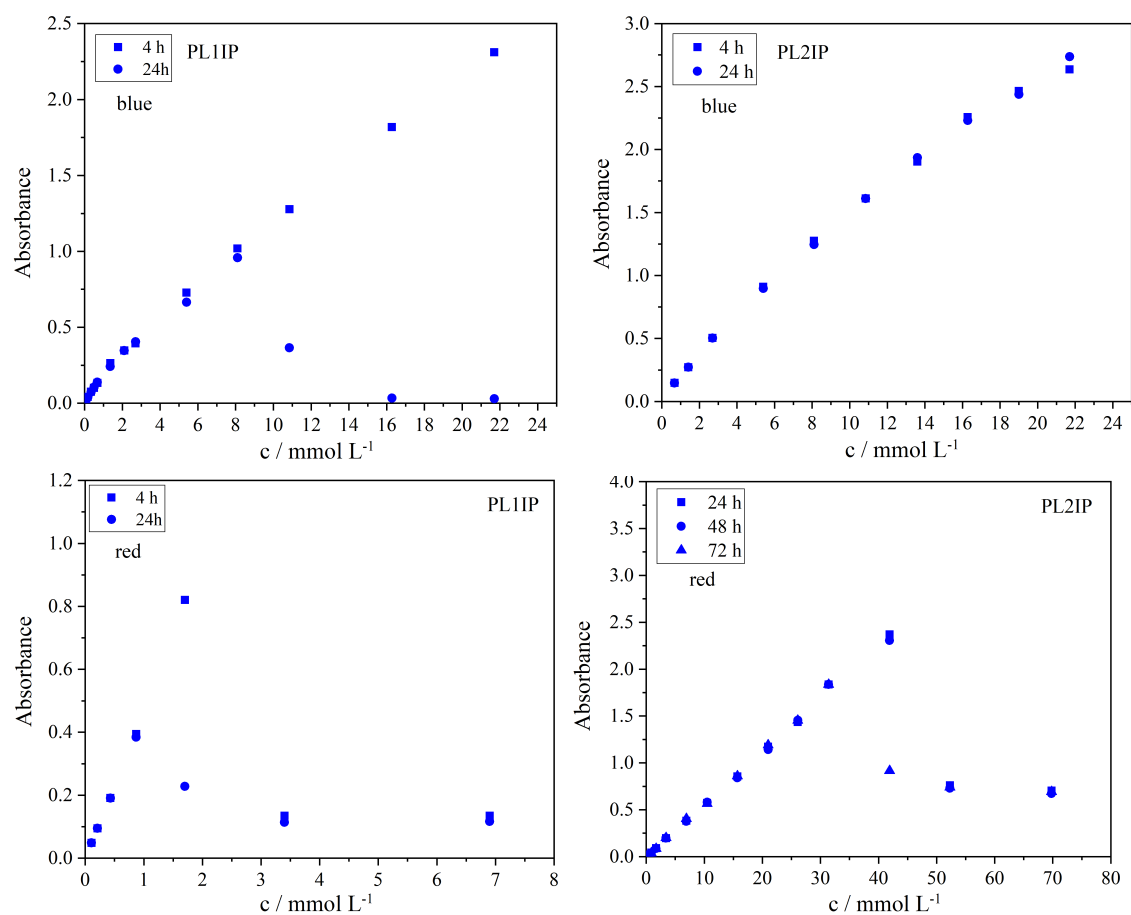 2.5
2.0
1.5
1.0
0.5
0.0
Absorbance
4 h
24h
PL1IP
blue
0 2 4 6 8 10 12 14 16 18 20 22 24
c / mmol L-1
3.0
2.5
2.0
1.5
1.0
0.5
0.0
Absorbance
4 h
24 h
PL2IP
blue
0 2 4 6 8 10 12 14 16 18 20 22 24
c / mmol L-1
1.2
1.0
0.8
0.6
0.4
0.2
0.0
Absorbance
4 h
24h
PL1IP
red
0 1 2 3 4 5 6 7 8
c / mmol L-1
4.0
3.5
3.0
2.5
2.0
1.5
1.0
0.5
0.0
Absorbance
24 h
48 h
72 h
PL2IP
red
0 10 20 30 40 50 60 70 80
c / mmol L-1